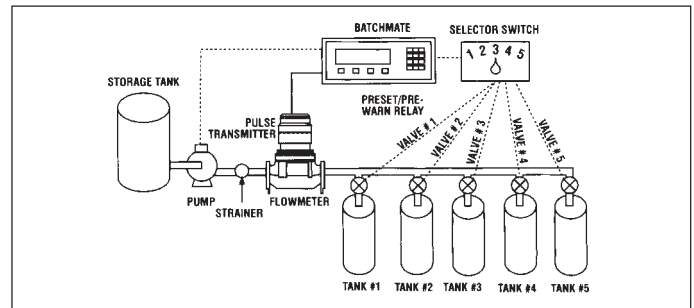 BATCHMATE
SELECTOR SWITCH
1 2 3 4 5
STORAGE TANK
PRESET/PRE-
WARN RELAY
PULSE
TRANSMITTER
VALVE # 1
VALVE # 2
VALVE # 3
VALVE # 4
VALVE # 5
PUMP
STRAINER
FLOWMETER
TANK #1
TANK #2
TANK #3
TANK #4
TANK #5